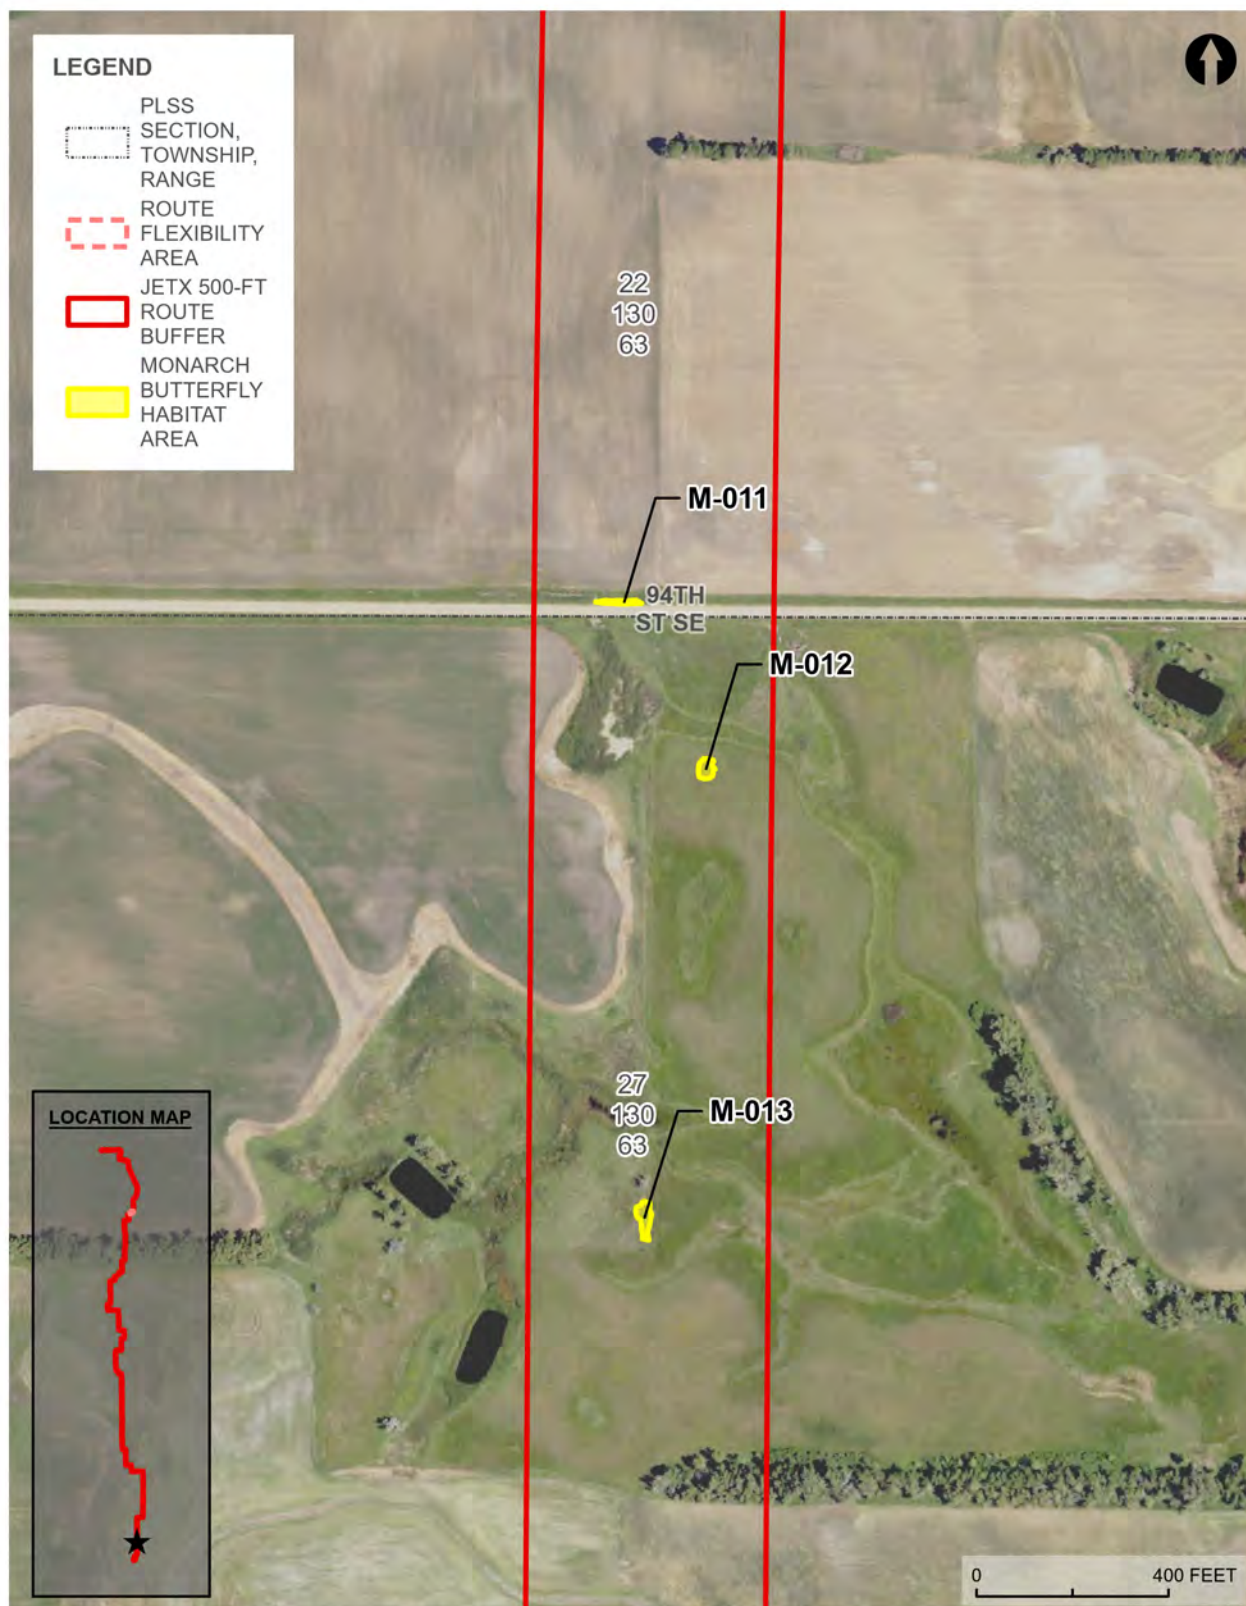 LEGEND
PLSS
SECTION,
TOWNSHIP,
RANGE
ROUTE
FLEXIBILITY
AREA
JETX 500-FT
ROUTE
BUFFER
MONARCH
BUTTERFLY
HABITAT
AREA
22
130
63
M-011
94TH
ST SE
M-012
27
130
63
M-013
LOCATION MAP
0 400 FEET